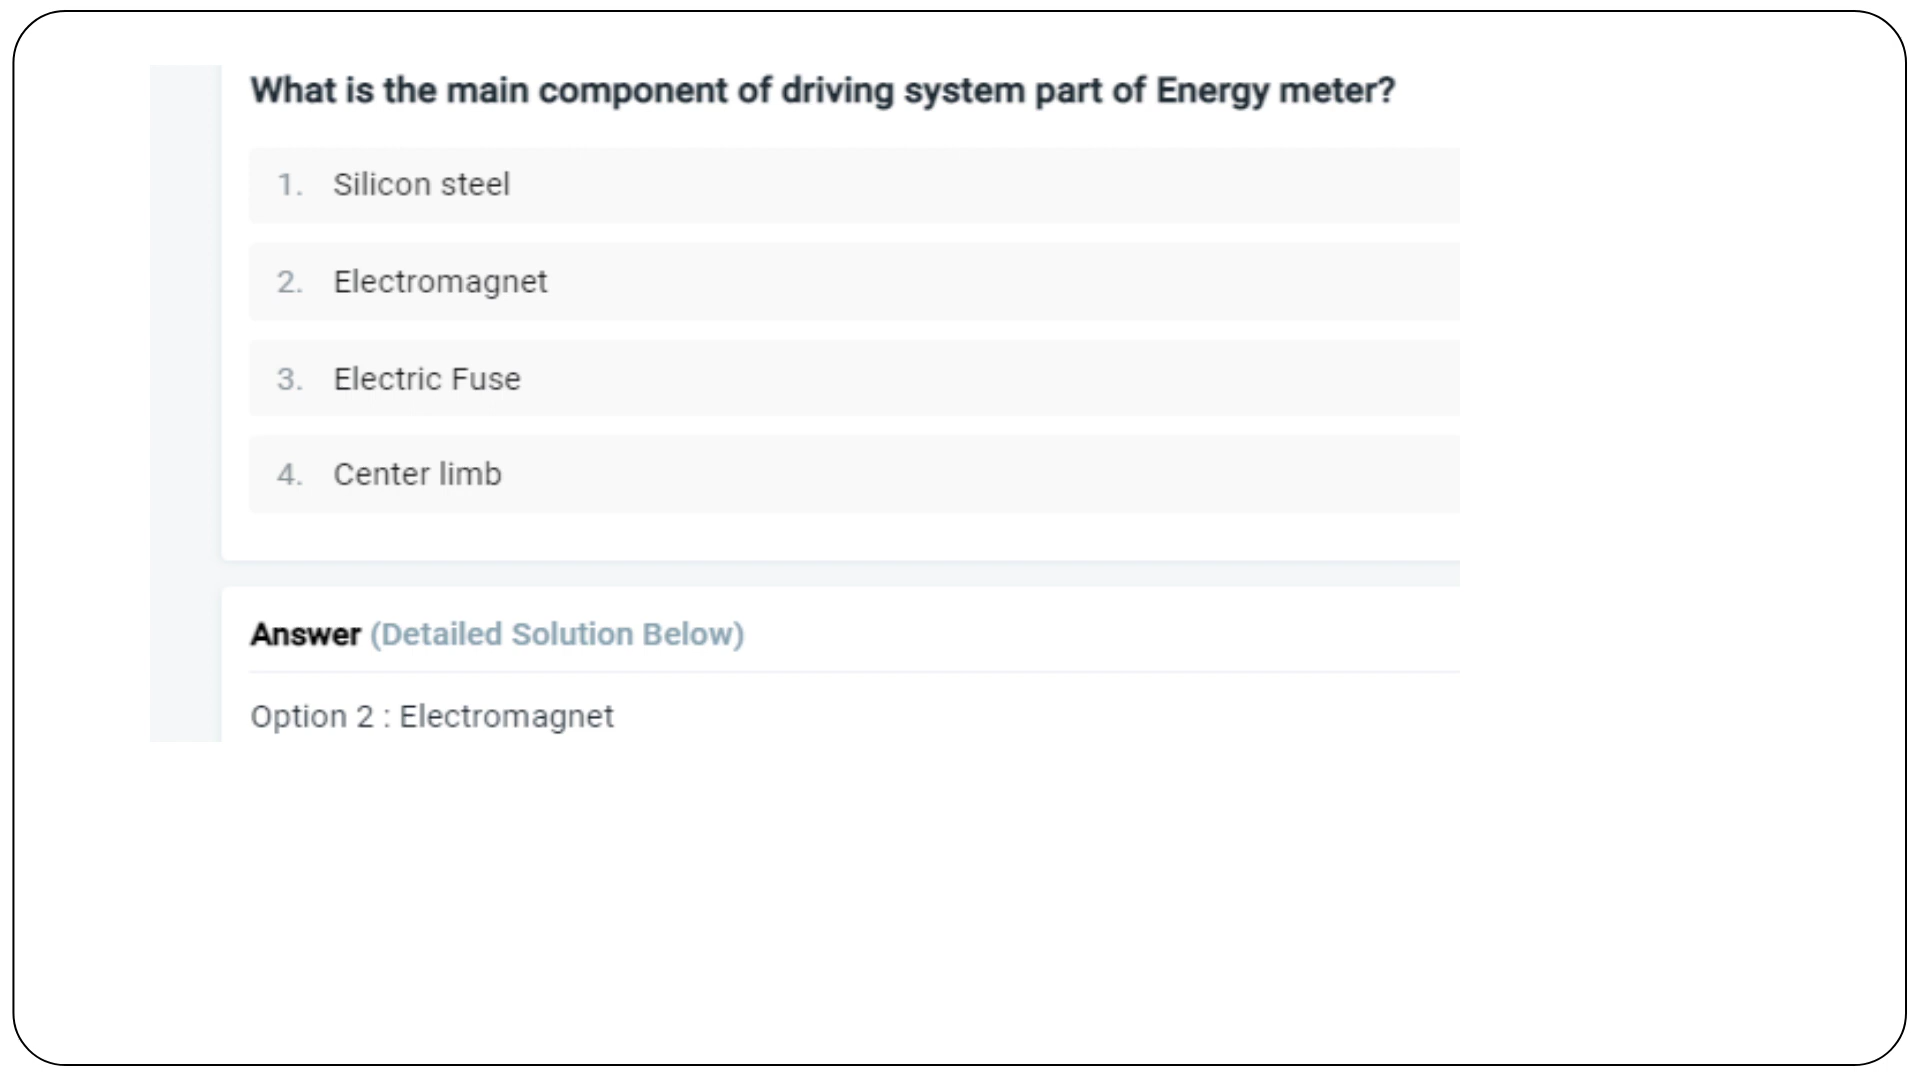 What is the main component of driving system part of Energy meter?
1. Silicon steel
2. Electromagnet
3. Electric Fuse
4. Center limb
Answer (Detailed Solution Below)
Option 2 : Electromagnet